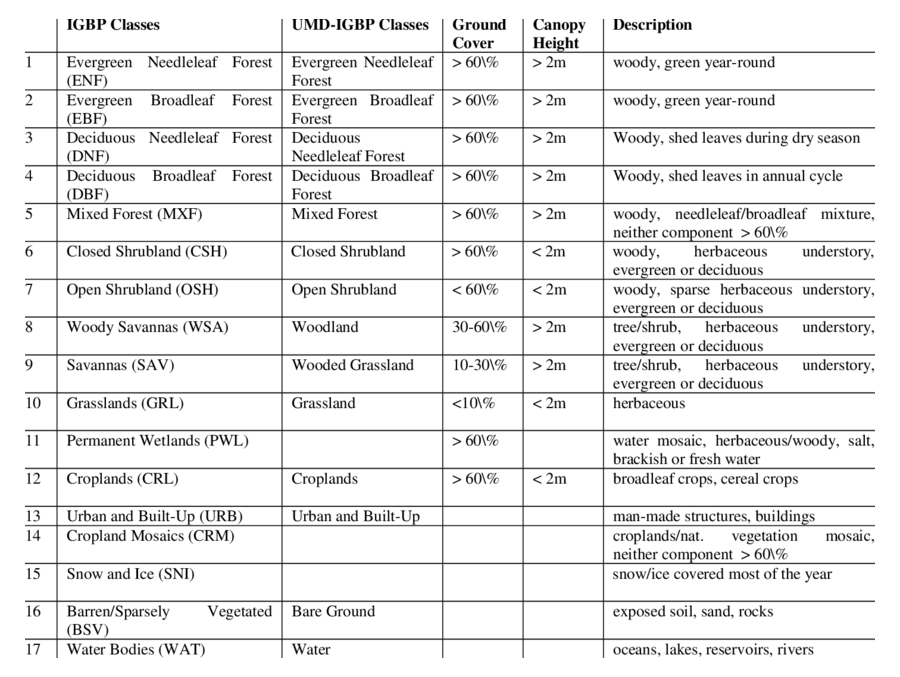 IGBP Classes UMD-IGBP Classes Ground Canopy Description
Cover Height
1 Evergreen Needleleaf Forest Evergreen Needleleaf > 60\% > 2m woody, green year-round
(ENF) Forest
2 Evergreen Broadleaf Forest Evergreen Broadleaf > 60\% > 2m woody, green year-round
(EBF) Forest
3 Deciduous Needleleaf Forest Deciduous > 60\% > 2m Woody, shed leaves during dry season
(DNF) Needleleaf Forest
4 Deciduous Broadleaf Forest Deciduous Broadleaf > 60\% > 2m Woody, shed leaves in annual cycle
(DBF) Forest
5 Mixed Forest (MXF) Mixed Forest > 60\% > 2m woody, needleleaf/broadleaf mixture,
neither component > 60\%
6 Closed Shrubland (CSH) Closed Shrubland > 60\% < 2m woody, herbaceous understory,
evergreen or deciduous
7 Open Shrubland (OSH) Open Shrubland < 60\% < 2m woody, sparse herbaceous understory,
evergreen or deciduous
8 Woody Savannas (WSA) Woodland 30-60\% > 2m tree/shrub, herbaceous understory,
evergreen or deciduous
9 Savannas (SAV) Wooded Grassland 10-30\% > 2m tree/shrub, herbaceous understory,
evergreen or deciduous
10 Grasslands (GRL) Grassland <10\% < 2m herbaceous
11 Permanent Wetlands (PWL) > 60\% water mosaic, herbaceous/woody, salt,
brackish or fresh water
12 Croplands (CRL) Croplands > 60\% < 2m broadleaf crops, cereal crops
13 Urban and Built-Up (URB) Urban and Built-Up man-made structures, buildings
14 Cropland Mosaics (CRM) croplands/nat. vegetation mosaic,
neither component > 60\%
15 Snow and Ice (SNI) snow/ice covered most of the year
16 Barren/Sparsely Vegetated Bare Ground exposed soil, sand, rocks
(BSV)
17 Water Bodies (WAT) Water oceans, lakes, reservoirs, rivers